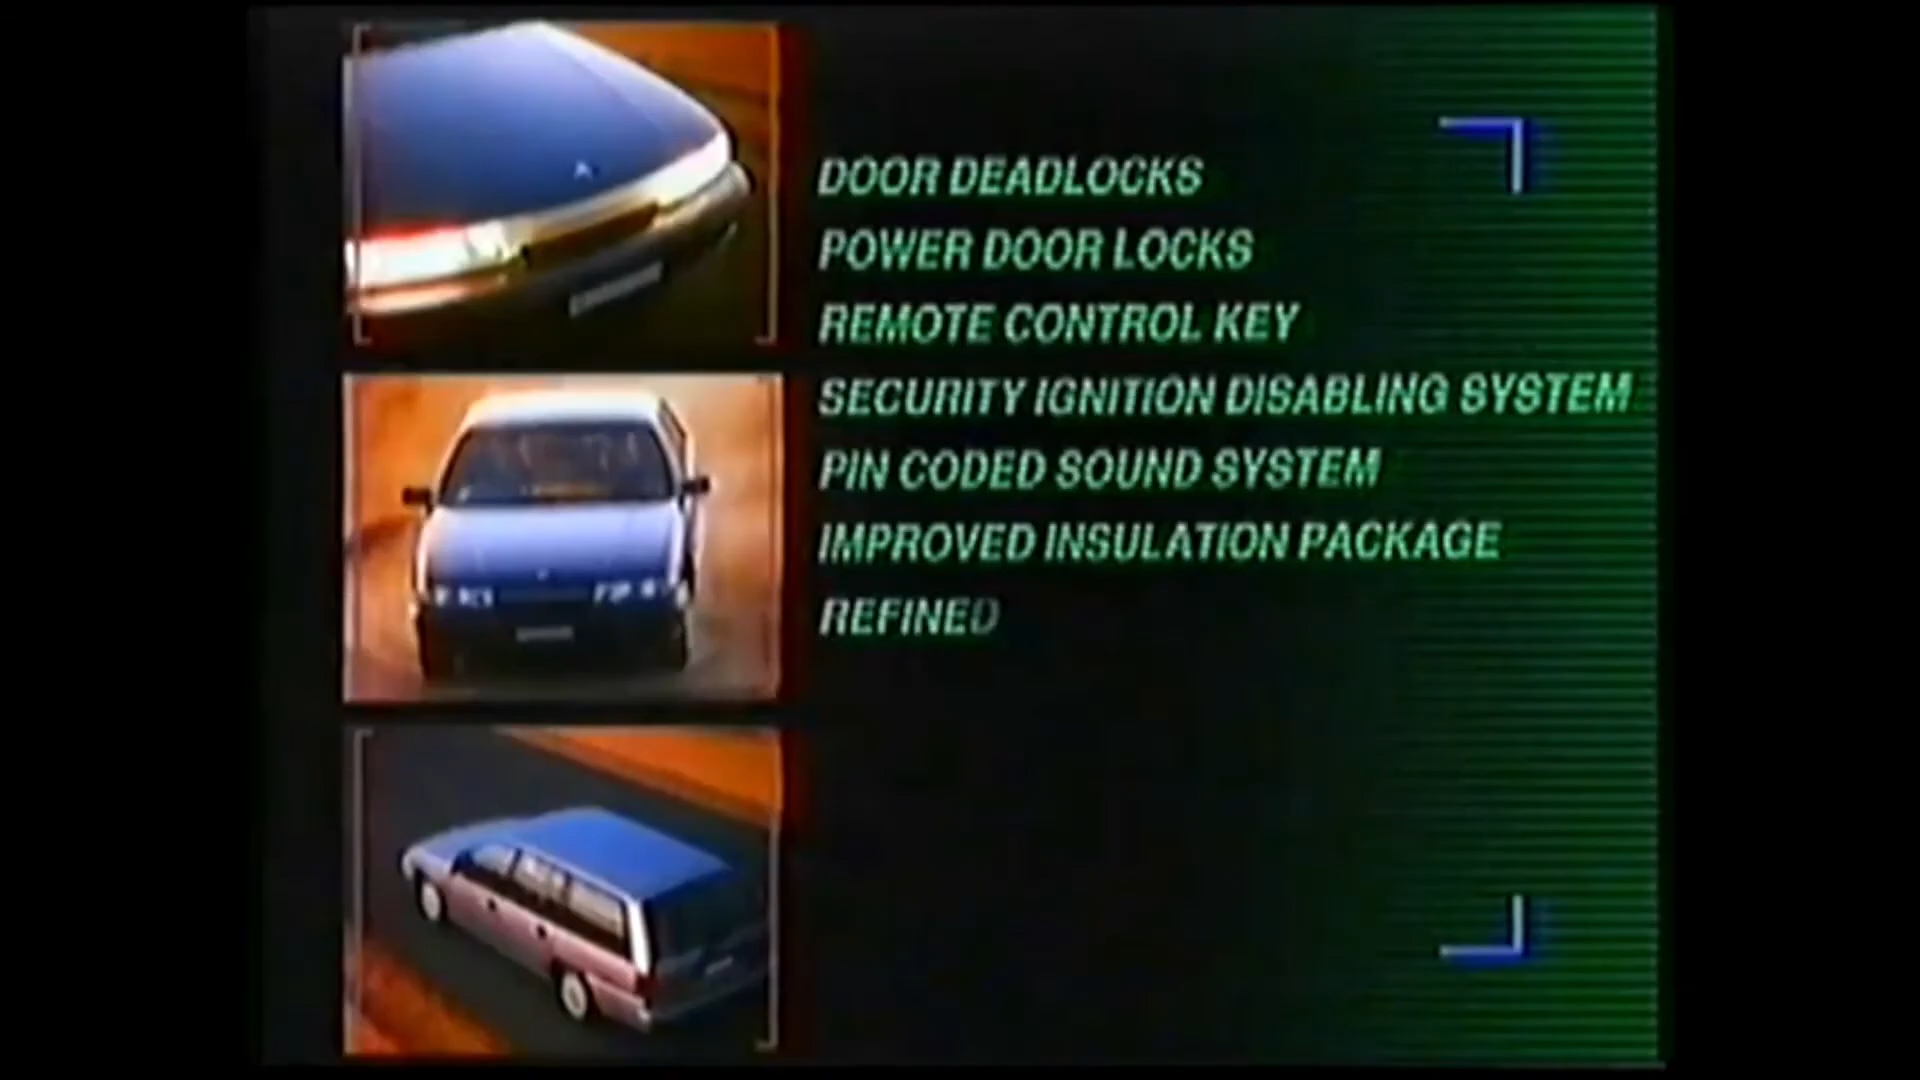 DOOR DEADLOCKS
POWER DOOR LOCKS
REMOTE CONTROL KEY
SECURITY IGNITION DISABLING SYSTEM
PIN CODED SOUND SYSTEM
IMPROVED INSULATION PACKAGE
REFINED